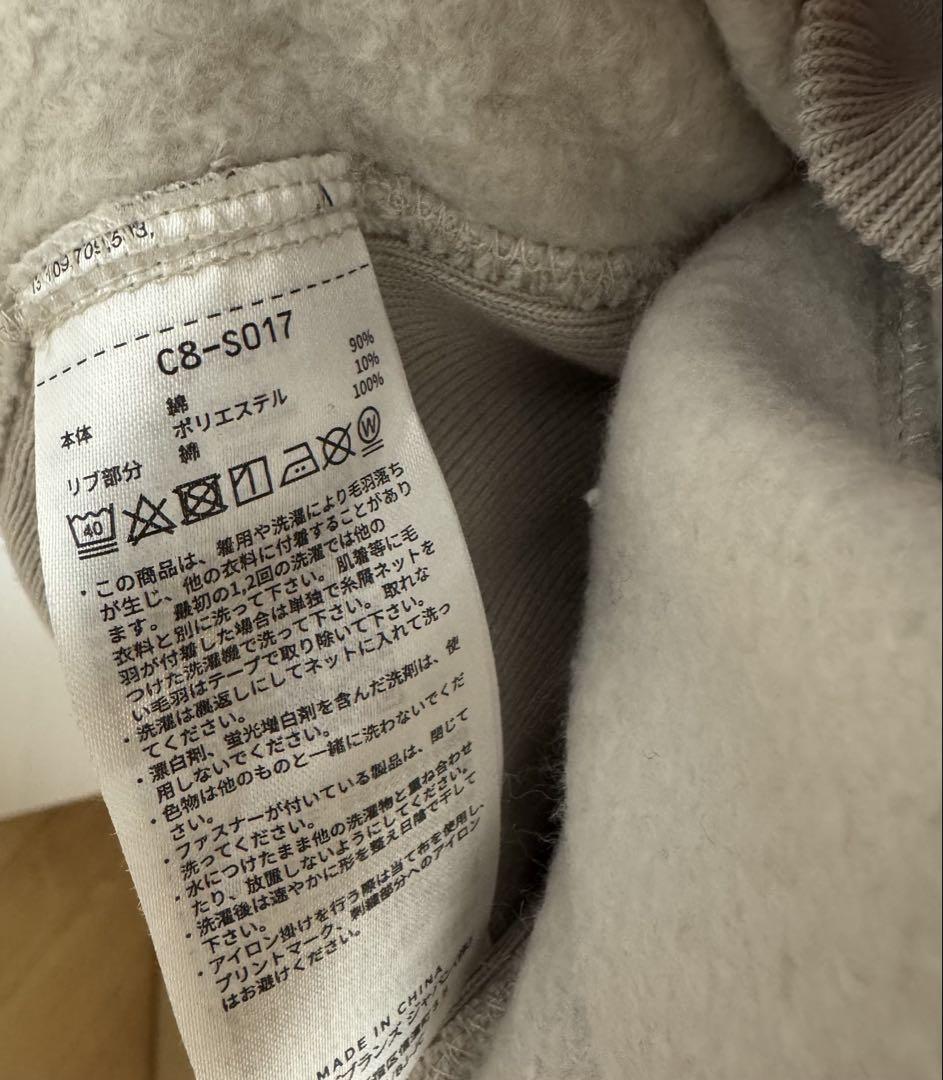 C8-S017
本体 綿 90%
ポリエステル 10%
リブ部分 綿 100%
40 W
・この商品は、着用や洗濯により毛羽落ち
が生じ、他の衣料に付着することがあり
ます。最初の1,2回の洗濯では他の
衣料と別に洗って下さい。肌着等に毛
羽が付着した場合は単独で糸屑ネットを
つけた洗濯機で洗って下さい。取れな
い毛羽はテープで取り除いて下さい。
・洗濯は裏返しにしてネットに入れて洗っ
てください。
・漂白剤、蛍光増白剤を含んだ洗剤は、使
用しないでください。
・色物は他のものと一緒に洗わないでくだ
さい。
・ファスナーが付いている製品は、閉じて
洗ってください。
・水につけたまま他の洗濯物と重ね合わせ
たり、放置しないようにしてください。
・洗濯後は速やかに形を整え日陰で干して
下さい。
・アイロン掛けを行う際は当て布を使用し、
プリントマーク、刺繍部分へのアイロン
はお避けください。
MADE IN CHINA